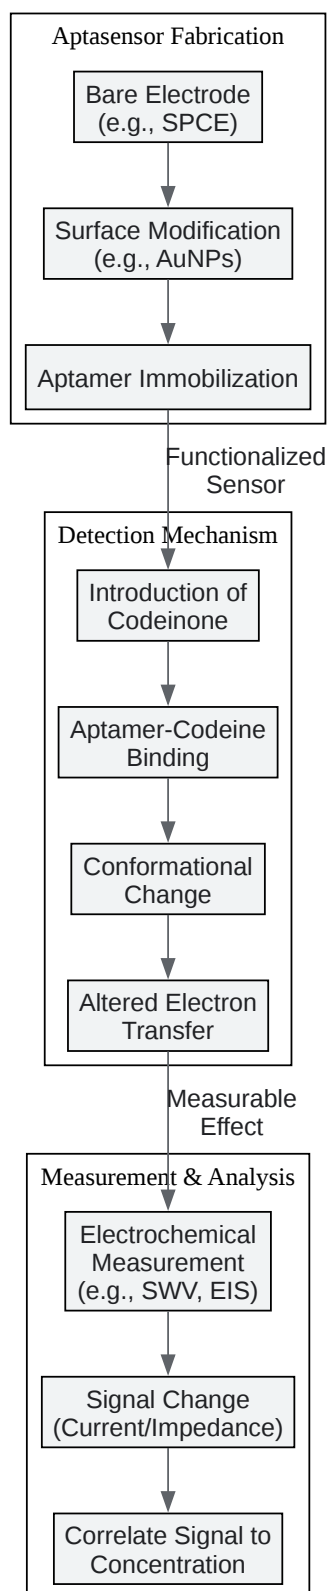 Aptasensor Fabrication
Bare Electrode
(e.g., SPCE)
Surface Modification
(e.g., AuNPs)
Aptamer Immobilization
Functionalized
Sensor
Detection Mechanism
Introduction of
Codeinone
Aptamer-Codeine
Binding
Conformational
Change
Altered Electron
Transfer
Measurable
Effect
Measurement & Analysis
Electrochemical
Measurement
(e.g., SWV, EIS)
Signal Change
(Current/Impedance)
Correlate Signal to
Concentration